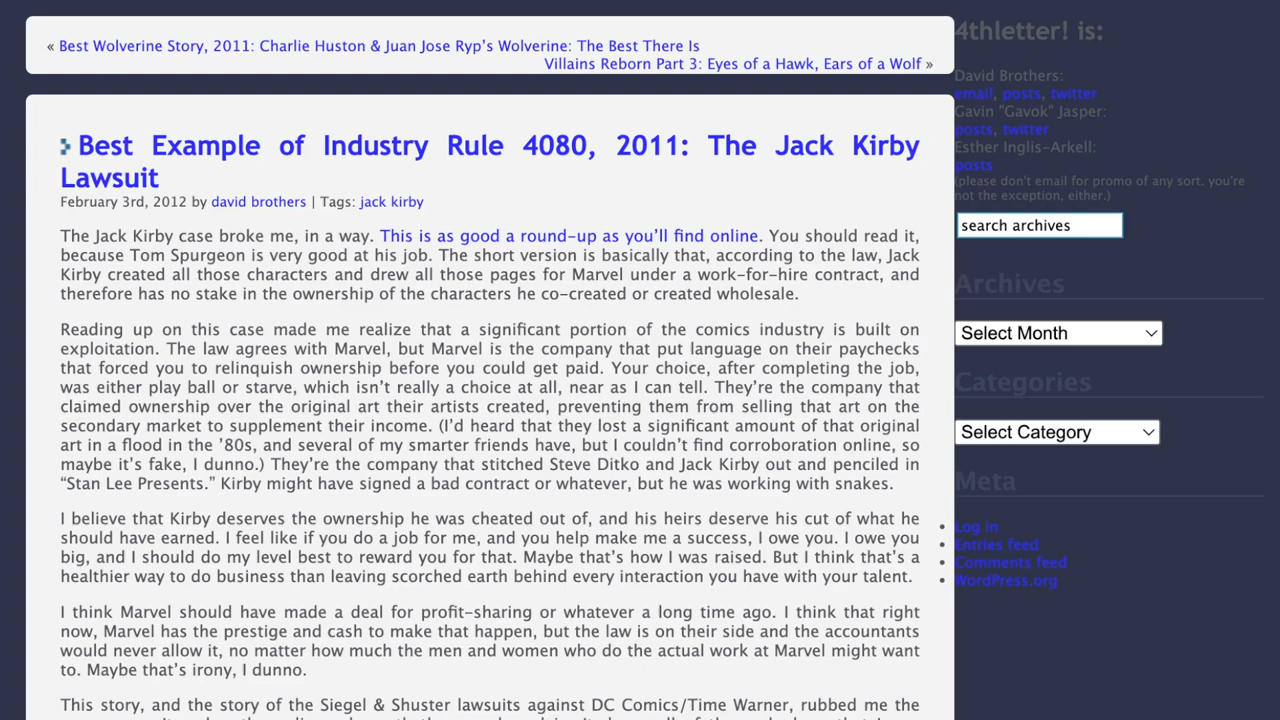 « Best Wolverine Story, 2011: Charlie Huston & Juan Jose Ryp’s Wolverine: The Best There Is
Villains Reborn Part 3: Eyes of a Hawk, Ears of a Wolf »
Best Example of Industry Rule 4080, 2011: The Jack Kirby
Lawsuit
February 3rd, 2012 by david brothers | Tags: jack kirby
The Jack Kirby case broke me, in a way. This is as good a round-up as you’ll find online. You should read it,
because Tom Spurgeon is very good at his job. The short version is basically that, according to the law, Jack
Kirby created all those characters and drew all those pages for Marvel under a work-for-hire contract, and
therefore has no stake in the ownership of the characters he co-created or created wholesale.
Reading up on this case made me realize that a significant portion of the comics industry is built on
exploitation. The law agrees with Marvel, but Marvel is the company that put language on their paychecks
that forced you to relinquish ownership before you could get paid. Your choice, after completing the job,
was either play ball or starve, which isn’t really a choice at all, near as I can tell. They’re the company that
claimed ownership over the original art their artists created, preventing them from selling that art on the
secondary market to supplement their income. (I’d heard that they lost a significant amount of that original
art in a flood in the ’80s, and several of my smarter friends have, but I couldn’t find corroboration online, so
maybe it’s fake, I dunno.) They’re the company that stitched Steve Ditko and Jack Kirby out and penciled in
“Stan Lee Presents.” Kirby might have signed a bad contract or whatever, but he was working with snakes.
I believe that Kirby deserves the ownership he was cheated out of, and his heirs deserve his cut of what he
should have earned. I feel like if you do a job for me, and you help make me a success, I owe you. I owe you
big, and I should do my level best to reward you for that. Maybe that’s how I was raised. But I think that’s a
healthier way to do business than leaving scorched earth behind every interaction you have with your talent.
I think Marvel should have made a deal for profit-sharing or whatever a long time ago. I think that right
now, Marvel has the prestige and cash to make that happen, but the law is on their side and the accountants
would never allow it, no matter how much the men and women who do the actual work at Marvel might want
to. Maybe that’s irony, I dunno.
This story, and the story of the Siegel & Shuster lawsuits against DC Comics/Time Warner, rubbed me the
4thletter! is:
David Brothers:
email, posts, twitter
Gavin "Gavok" Jasper:
posts, twitter
Esther Inglis-Arkell:
posts
(please don't email for promo of any sort. you're
not the exception, either.)
search archives
Archives
Select Month
Categories
Select Category
Meta
Log in
Entries feed
Comments feed
WordPress.org